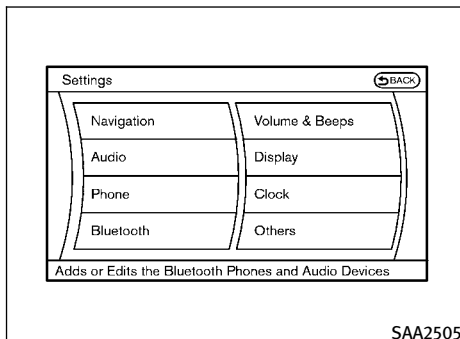 Settings BACK
Navigation Volume & Beeps
Audio Display
Phone Clock
Bluetooth Others
Adds or Edits the Bluetooth Phones and Audio Devices
SAA2505